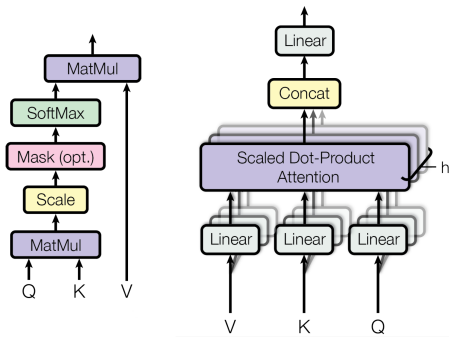 MatMul
SoftMax
Mask (opt.)
Scale
MatMul
Q K V
Linear
Concat
Scaled Dot-Product
Attention
h
Linear Linear Linear
V K Q